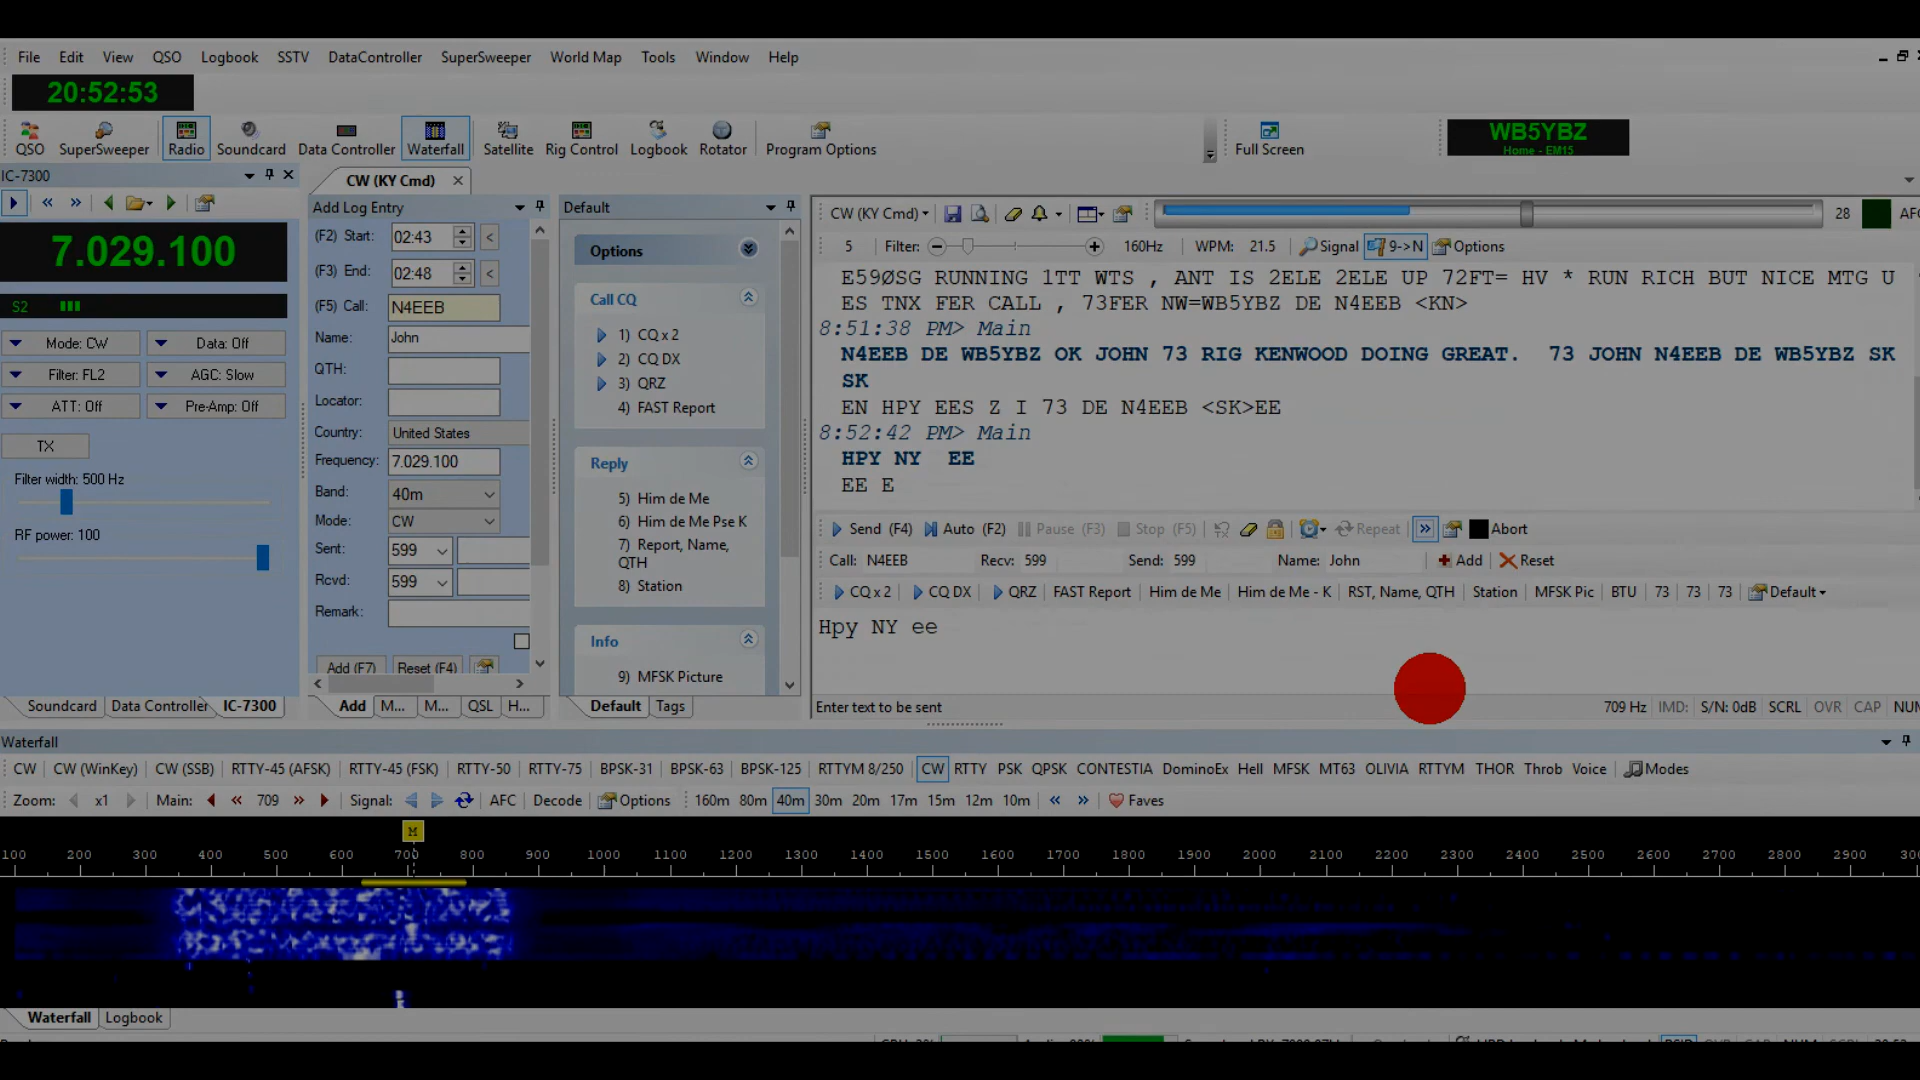 File Edit View QSO Logbook SSTV DataController SuperSweeper World Map Tools Window Help
20:52:53
QSO SuperSweeper Radio Soundcard Data Controller Waterfall Satellite Rig Control Logbook Rotator Program Options Full Screen
WB5YBZ
Home - EM15
IC-7300
7.029.100
S2
Mode: CW Data: Off
Filter: FL2 AGC: Slow
ATT: Off Pre-Amp: Off
TX
Filter width: 500 Hz
RF power: 100
Soundcard Data Controller IC-7300
CW (KY Cmd)
Add Log Entry
(F2) Start: 02:43 <
(F3) End: 02:48 <
(F5) Call: N4EEB
Name: John
QTH:
Locator:
Country: United States
Frequency: 7.029.100
Band: 40m
Mode: CW
Sent: 599
Rcvd: 599
Remark:
Add (F7) Reset (F4)
Add M... M... QSL H...
Default
Options
Call CQ
1) CQ x 2
2) CQ DX
3) QRZ
4) FAST Report
Reply
5) Him de Me
6) Him de Me Pse K
7) Report, Name,
QTH
8) Station
Info
9) MFSK Picture
Default Tags
CW (KY Cmd) 28 AFC
5 Filter: 160Hz WPM: 21.5 Signal 9->N Options
E59ØSG RUNNING 1TT WTS , ANT IS 2ELE 2ELE UP 72FT= HV * RUN RICH BUT NICE MTG U
ES TNX FER CALL , 73FER NW=WB5YBZ DE N4EEB <KN>
8:51:38 PM> Main
N4EEB DE WB5YBZ OK JOHN 73 RIG KENWOOD DOING GREAT. 73 JOHN N4EEB DE WB5YBZ SK
SK
EN HPY EES Z I 73 DE N4EEB <SK>EE
8:52:42 PM> Main
HPY NY EE
EE E
Send (F4) Auto (F2) Pause (F3) Stop (F5) Repeat Abort
Call: N4EEB Recv: 599 Send: 599 Name: John Add Reset
CQ x 2 CQ DX QRZ FAST Report Him de Me Him de Me - K RST, Name, QTH Station MFSK Pic BTU 73 73 73 Default
Hpy NY ee
Enter text to be sent 709 Hz IMD: S/N: 0dB SCRL OVR CAP NUM
Waterfall
CW CW (WinKey) CW (SSB) RTTY-45 (AFSK) RTTY-45 (FSK) RTTY-50 RTTY-75 BPSK-31 BPSK-63 BPSK-125 RTTYM 8/250 CW RTTY PSK QPSK CONTESTIA DominoEx Hell MFSK MT63 OLIVIA RTTYM THOR Throb Voice Modes
Zoom: x1 Main: 709 Signal: AFC Decode Options 160m 80m 40m 30m 20m 17m 15m 12m 10m Faves
M
100 200 300 400 500 600 700 800 900 1000 1100 1200 1300 1400 1500 1600 1700 1800 1900 2000 2100 2200 2300 2400 2500 2600 2700 2800 2900
Waterfall Logbook